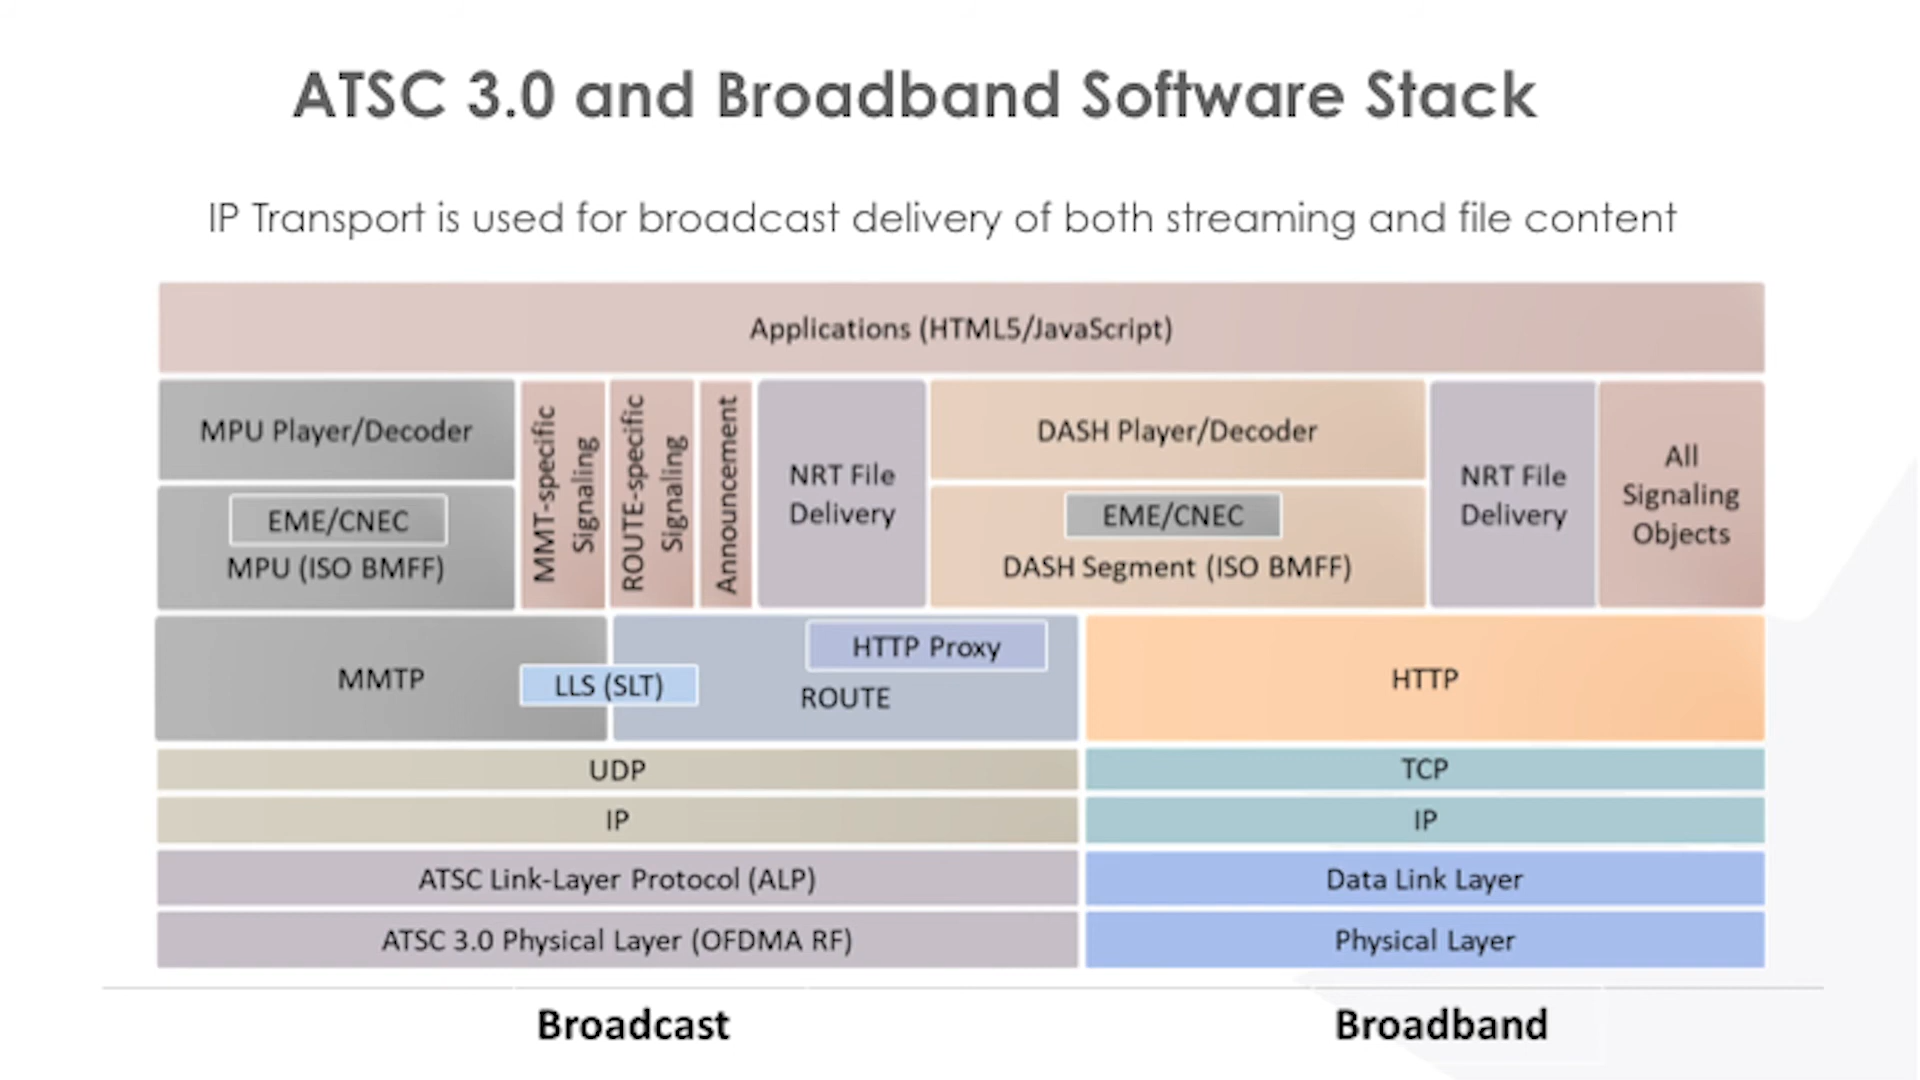 ATSC 3.0 and Broadband Software Stack
IP Transport is used for broadcast delivery of both streaming and file content
Applications (HTML5/JavaScript)
MPU Player/Decoder
EME/CNEC
MPU (ISO BMFF)
MMT-specific
Signaling
ROUTE-specific
Signaling
Announcement
NRT File
Delivery
DASH Player/Decoder
EME/CNEC
DASH Segment (ISO BMFF)
NRT File
Delivery
All
Signaling
Objects
MMTP
LLS (SLT)
HTTP Proxy
ROUTE
HTTP
UDP
TCP
IP
IP
ATSC Link-Layer Protocol (ALP)
Data Link Layer
ATSC 3.0 Physical Layer (OFDMA RF)
Physical Layer
Broadcast
Broadband